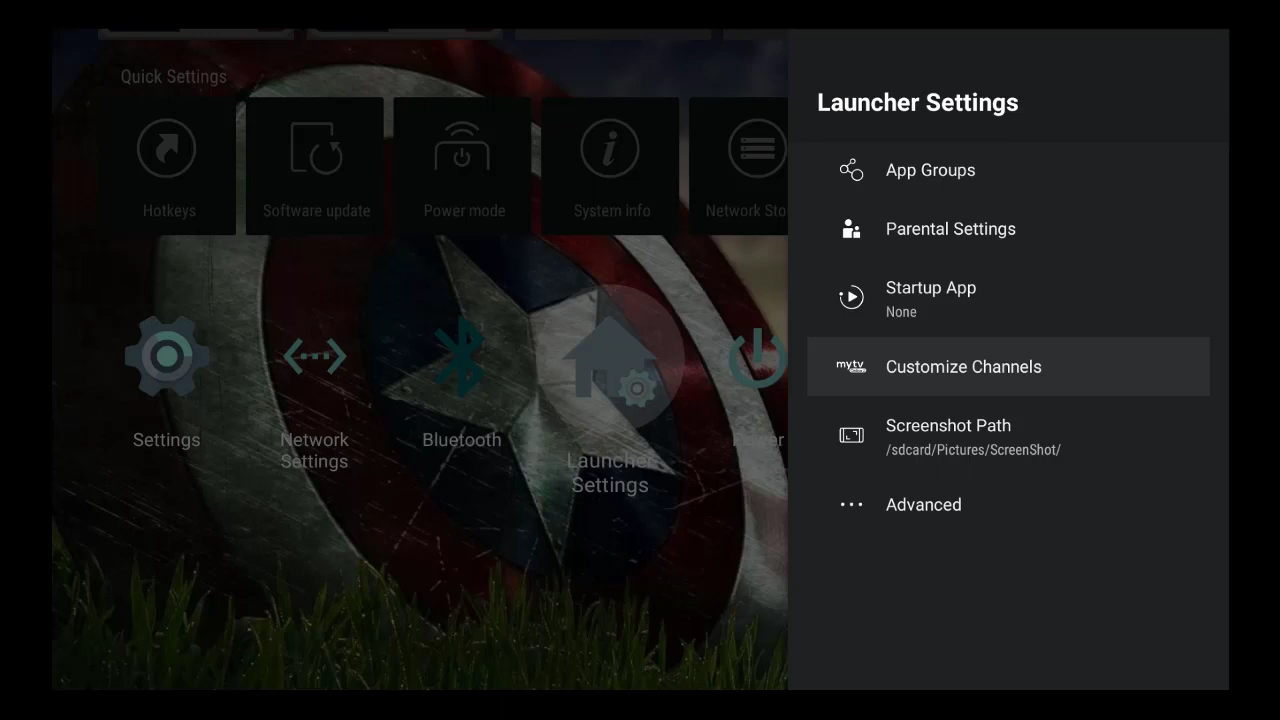 Quick Settings
Hotkeys
Software update
Power mode
System info
Network Sto
Settings
Network
Settings
Bluetooth
Launcher
Settings
Launcher Settings
App Groups
Parental Settings
Startup App
None
mytv
Customize Channels
Screenshot Path
/sdcard/Pictures/ScreenShot/
Advanced